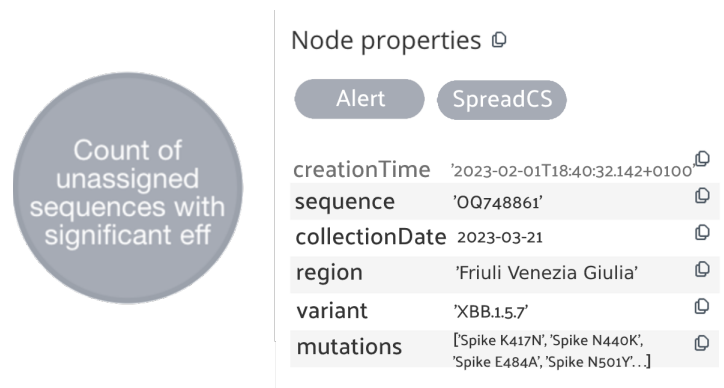 Count of
unassigned
sequences with
significant eff
Node properties
Alert SpreadCS
creationTime '2023-02-01T18:40:32.142+0100'
sequence 'OQ748861'
collectionDate 2023-03-21
region 'Friuli Venezia Giulia'
variant 'XBB.1.5.7'
mutations ['Spike K417N', 'Spike N440K',
'Spike E484A', 'Spike N501Y'...]